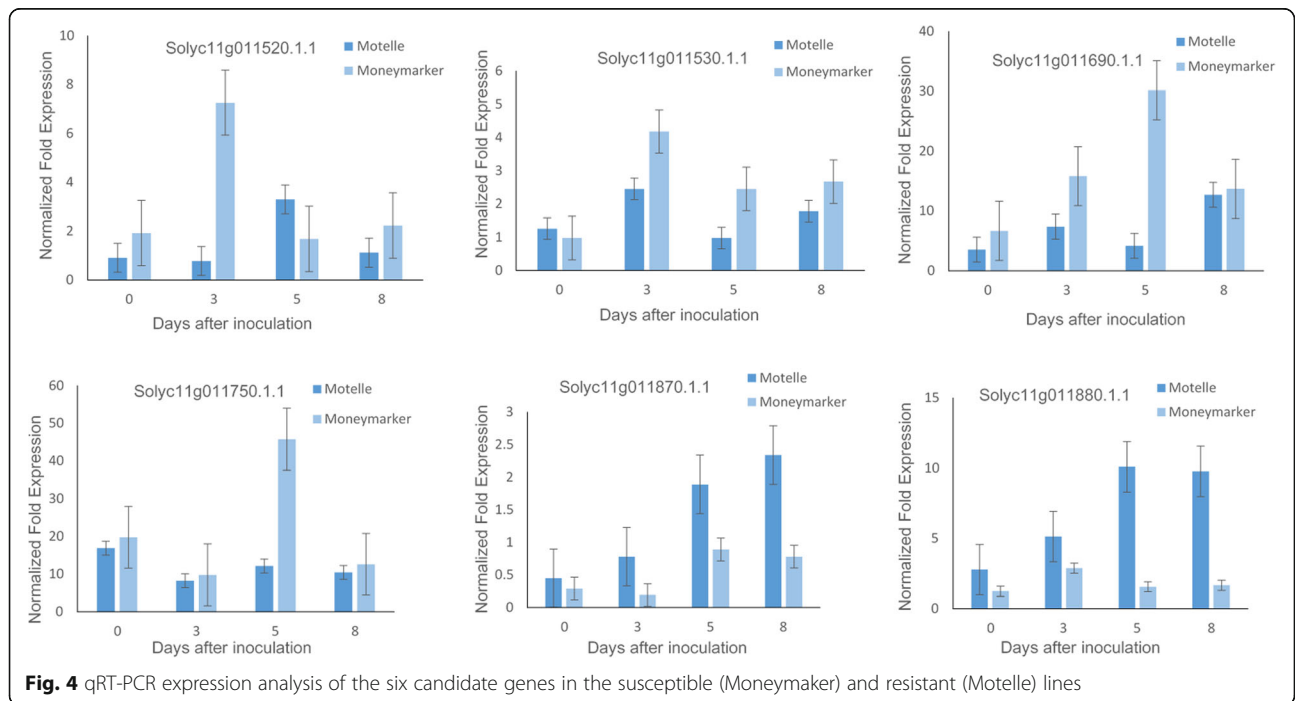 Solyc11g011520.1.1
Motelle
Moneymarker
Normalized Fold Expression
10
8
6
4
2
0
0 3 5 8
Days after inoculation
Solyc11g011530.1.1
Motelle
Moneymarker
Normalized Fold Expression
6
5
4
3
2
1
0
0 3 5 8
Days after inoculation
Solyc11g011690.1.1
Motelle
Moneymarker
Normalized Fold Expression
40
30
20
10
0
0 3 5 8
Days after inoculation
Solyc11g011750.1.1
Motelle
Moneymarker
Normalized Fold Expression
60
50
40
30
20
10
0
0 3 5 8
Days after inoculation
Solyc11g011870.1.1
Motelle
Moneymarker
Normalized Fold Expression
3
2.5
2
1.5
1
0.5
0
0 3 5 8
Days after inoculation
Solyc11g011880.1.1
Motelle
Moneymarker
Normalized Fold Expression
15
10
5
0
0 3 5 8
Days after inoculation
Fig. 4 qRT-PCR expression analysis of the six candidate genes in the susceptible (Moneymaker) and resistant (Motelle) lines